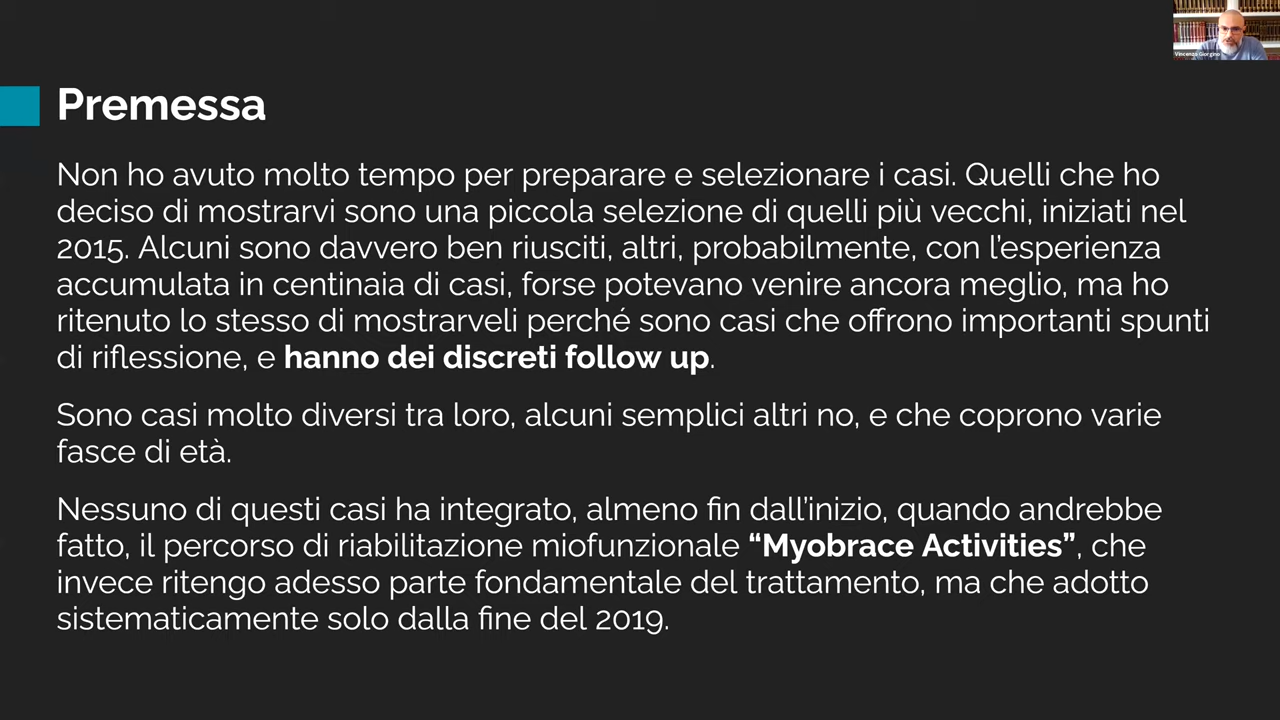 Vincenzo Giorgino
Premessa
Non ho avuto molto tempo per preparare e selezionare i casi. Quelli che ho
deciso di mostrarvi sono una piccola selezione di quelli più vecchi, iniziati nel
2015. Alcuni sono davvero ben riusciti, altri, probabilmente, con l’esperienza
accumulata in centinaia di casi, forse potevano venire ancora meglio, ma ho
ritenuto lo stesso di mostrarveli perché sono casi che offrono importanti spunti
di riflessione, e hanno dei discreti follow up.
Sono casi molto diversi tra loro, alcuni semplici altri no, e che coprono varie
fasce di età.
Nessuno di questi casi ha integrato, almeno fin dall’inizio, quando andrebbe
fatto, il percorso di riabilitazione miofunzionale “Myobrace Activities”, che
invece ritengo adesso parte fondamentale del trattamento, ma che adotto
sistematicamente solo dalla fine del 2019.